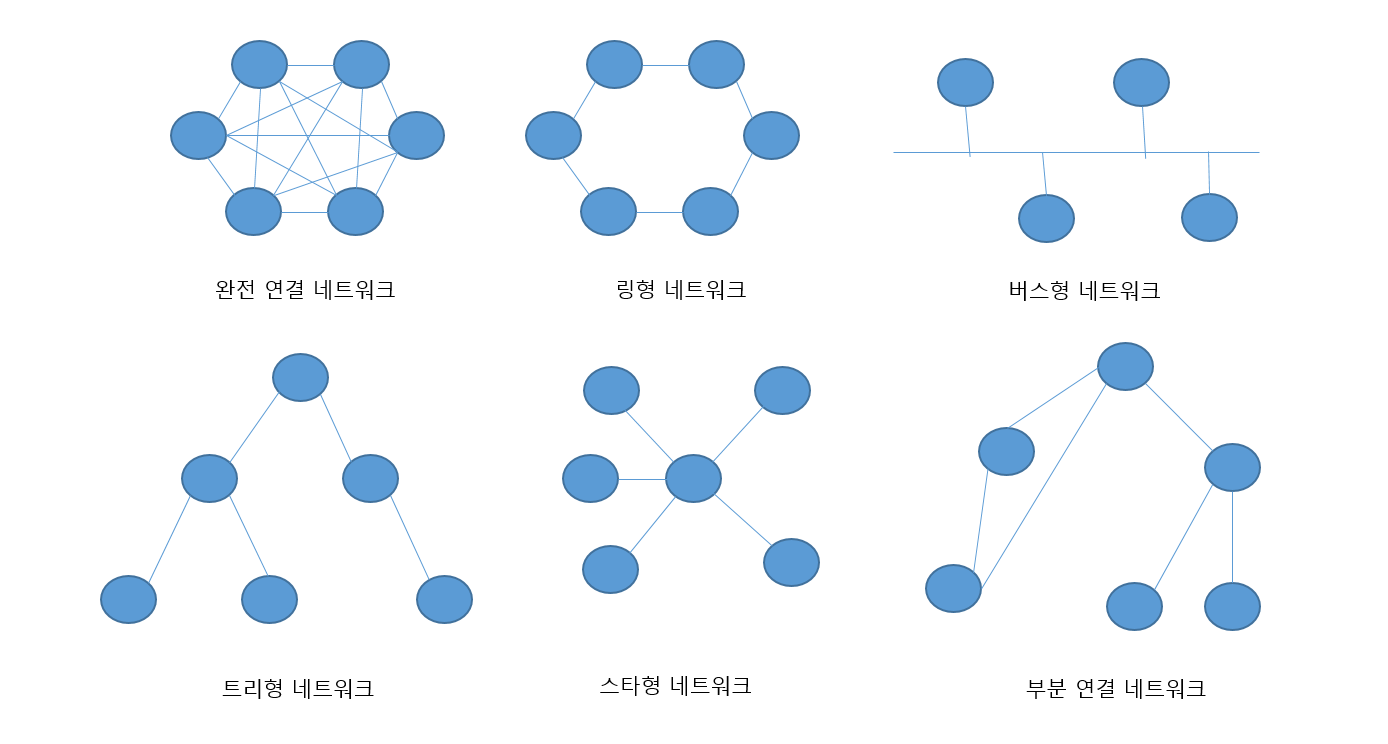 완전 연결 네트워크
링형 네트워크
버스형 네트워크
트리형 네트워크
스타형 네트워크
부분 연결 네트워크